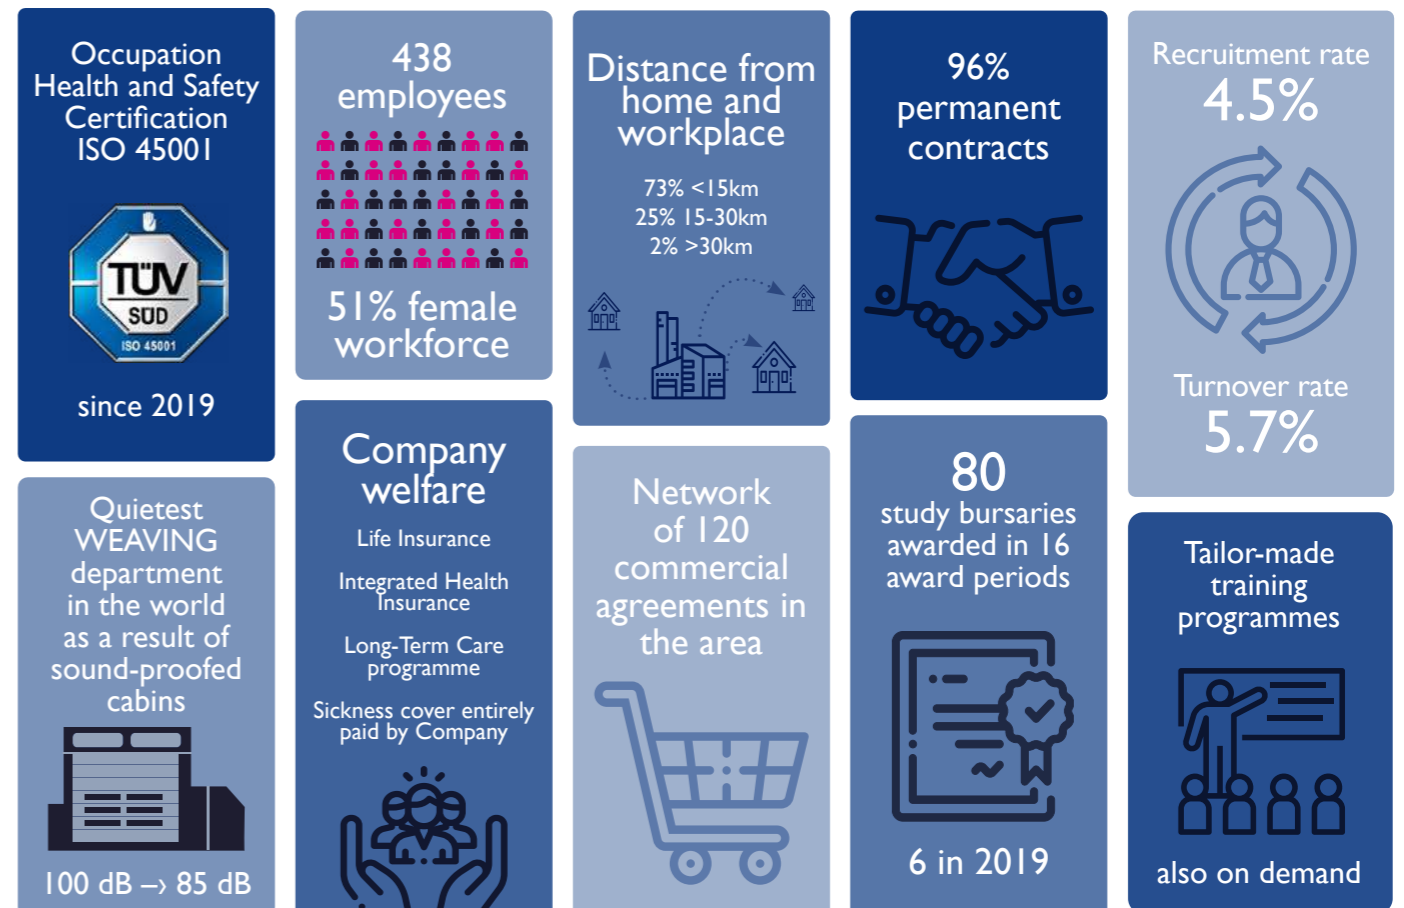 Occupation
Health and Safety
Certification
ISO 45001
TÜV
SÜD
ISO 45001
since 2019
Quietest
WEAVING
department
in the world
as a result of
sound-proofed
cabins
100 dB –› 85 dB
438
employees
51% female
workforce
Company
welfare
Life Insurance
Integrated Health
Insurance
Long-Term Care
programme
Sickness cover entirely
paid by Company
Distance from
home and
workplace
73% <15km
25% 15-30km
2% >30km
Network
of 120
commercial
agreements in
the area
96%
permanent
contracts
80
study bursaries
awarded in 16
award periods
6 in 2019
Recruitment rate
4.5%
Turnover rate
5.7%
Tailor-made
training
programmes
also on demand